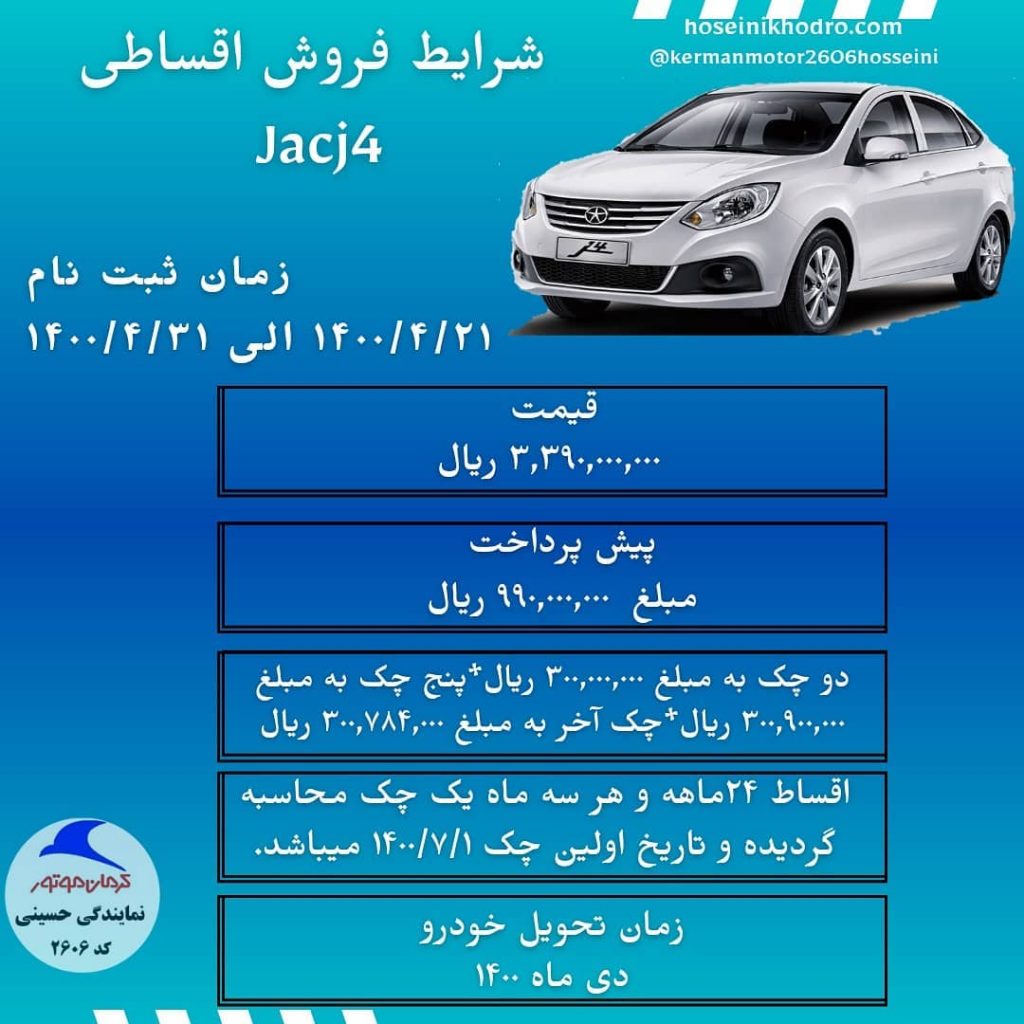 hoseinikhodro.com
@kermanmotor2606hosseini
شرایط فروش اقساطی
Jacj4
J4
زمان ثبت نام
۱۴۰۰/۴/۲۱ الی ۱۴۰۰/۴/۳۱
قیمت
۳,۳۹۰,۰۰۰,۰۰۰ ریال
پیش پرداخت
مبلغ ۹۹۰,۰۰۰,۰۰۰ ریال
دو چک به مبلغ ۳۰۰,۰۰۰,۰۰۰ ریال*پنج چک به مبلغ
۳۰۰,۹۰۰,۰۰۰ ریال*چک آخر به مبلغ ۳۰۰,۷۸۴,۰۰۰ ریال
اقساط ۲۴ماهه و هر سه ماه یک چک محاسبه
گردیده و تاریخ اولین چک ۱۴۰۰/۷/۱ میباشد.
زمان تحویل خودرو
دی ماه ۱۴۰۰
کرمان موتور
نمایندگی حسینی
کد ۲۶۰۶